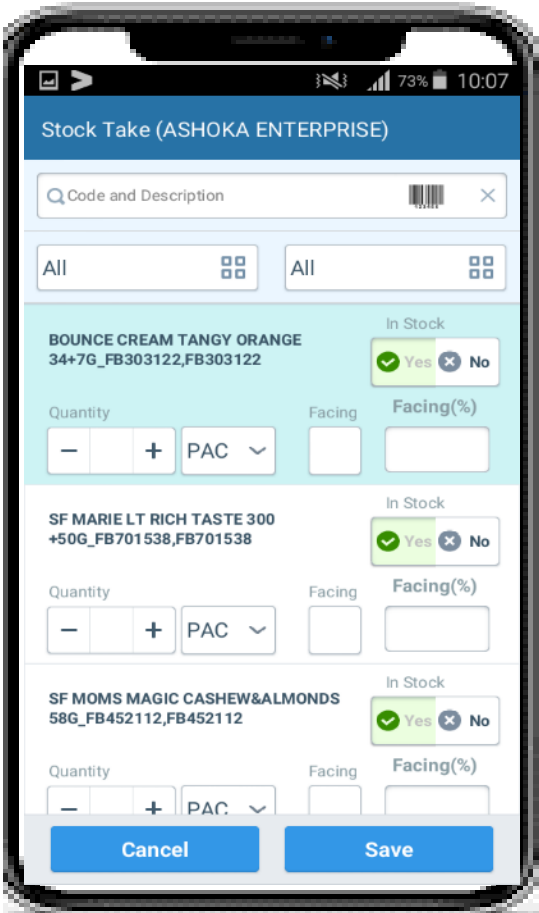 73% 10:07
Stock Take (ASHOKA ENTERPRISE)
Code and Description
All All
In Stock
BOUNCE CREAM TANGY ORANGE
34+7G_FB303122,FB303122
Yes No
Quantity Facing Facing(%)
− + PAC
In Stock
SF MARIE LT RICH TASTE 300
+50G_FB701538,FB701538
Yes No
Quantity Facing Facing(%)
− + PAC
In Stock
SF MOMS MAGIC CASHEW&ALMONDS
58G_FB452112,FB452112
Yes No
Quantity Facing Facing(%)
− + PAC
Cancel Save